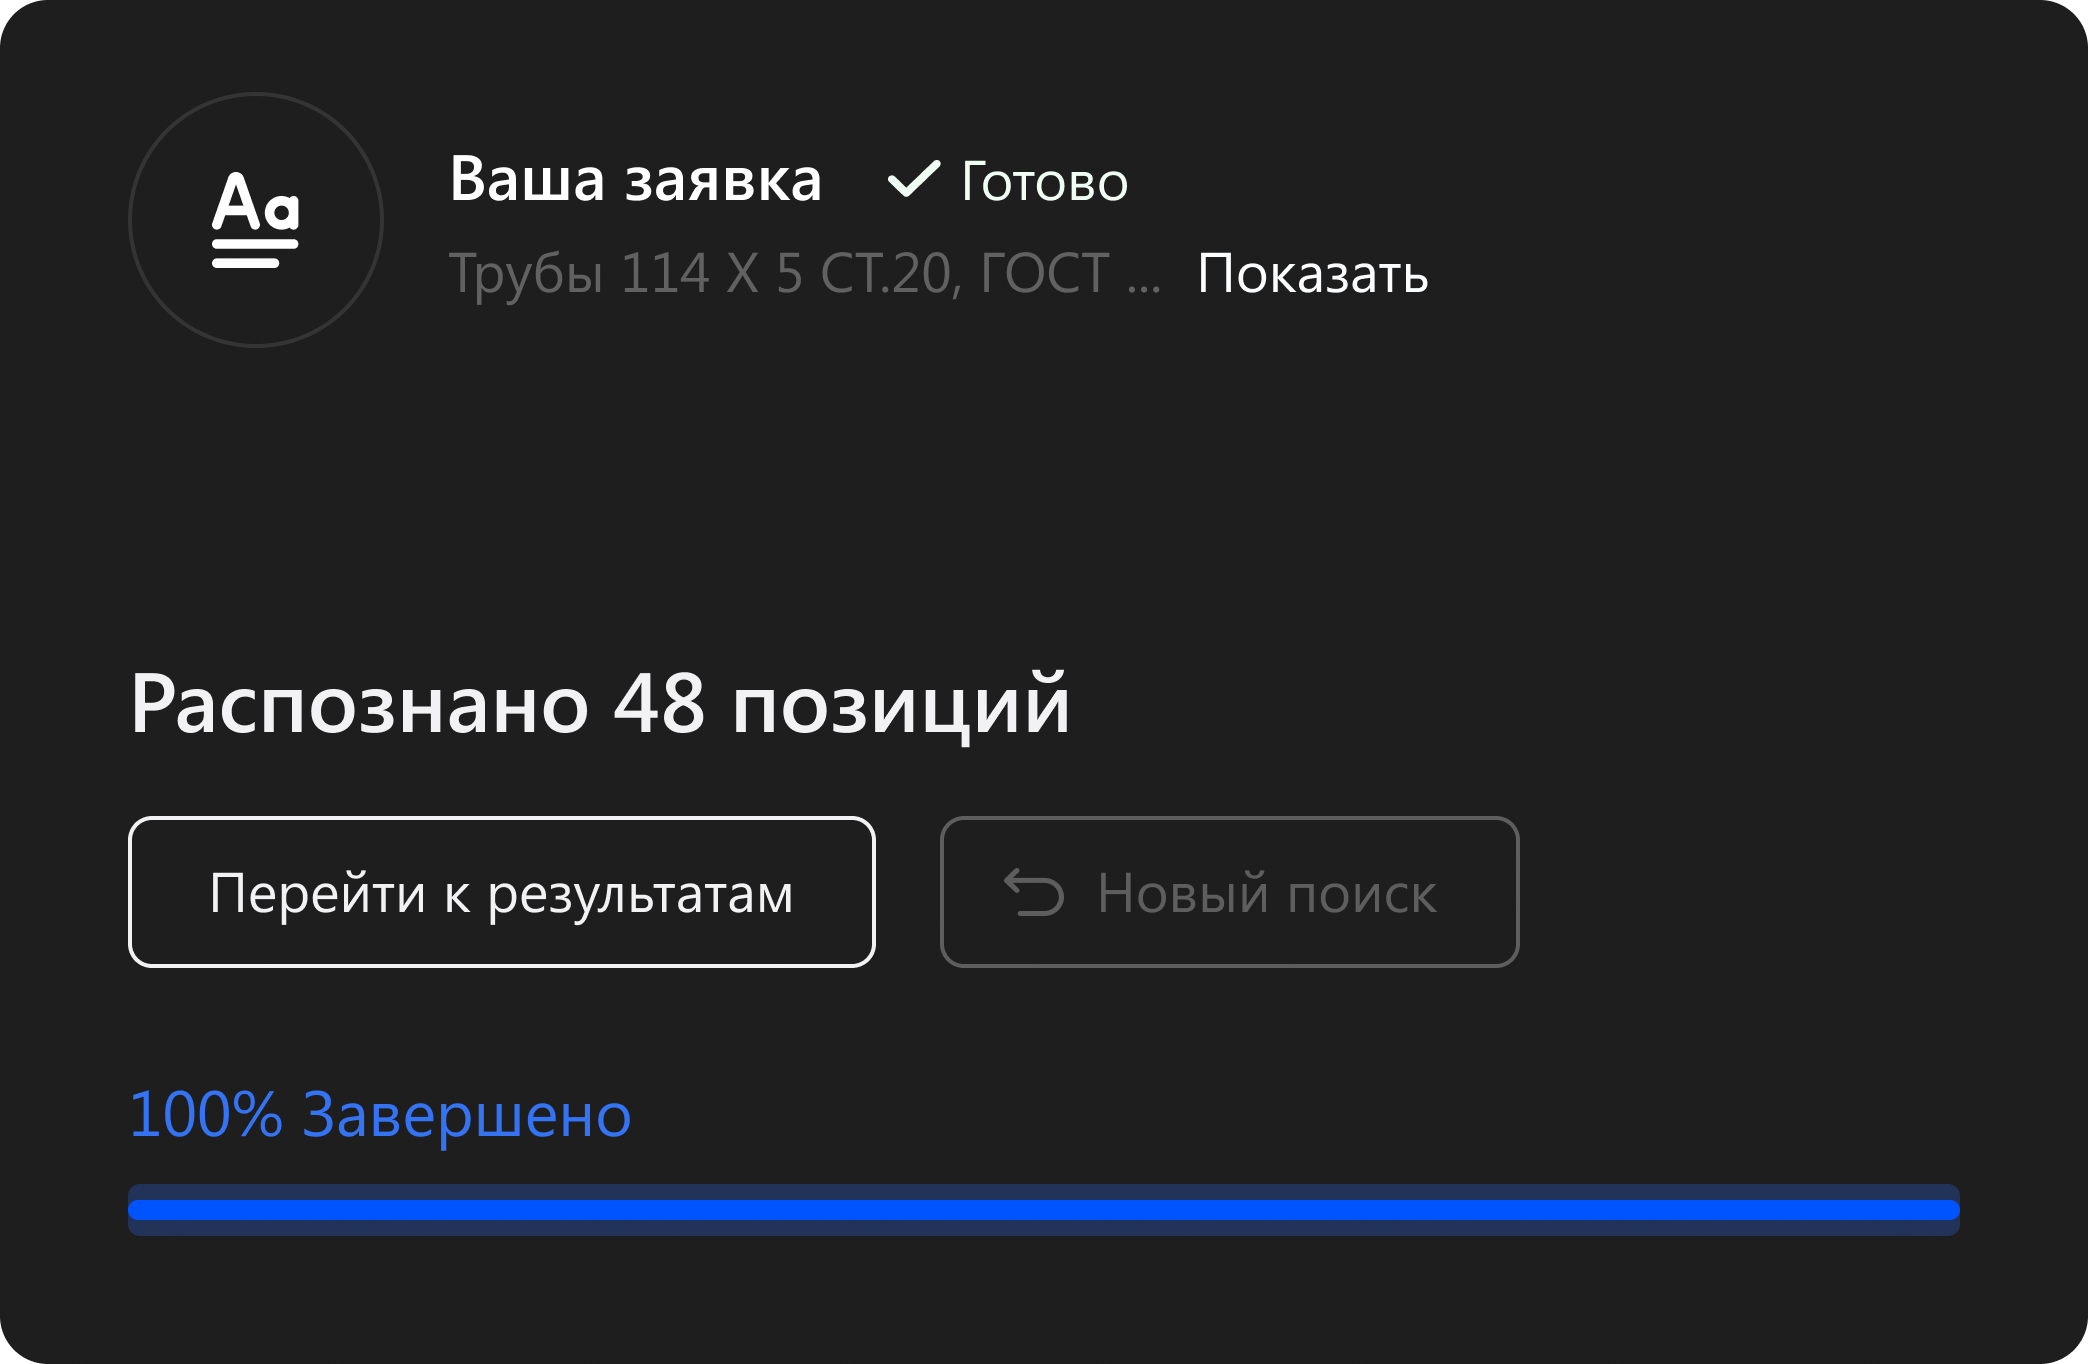 Aa
Ваша заявка Готово
Трубы 114 Х 5 СТ.20, ГОСТ ... Показать
Распознано 48 позиций
Перейти к результатам Новый поиск
100% Завершено